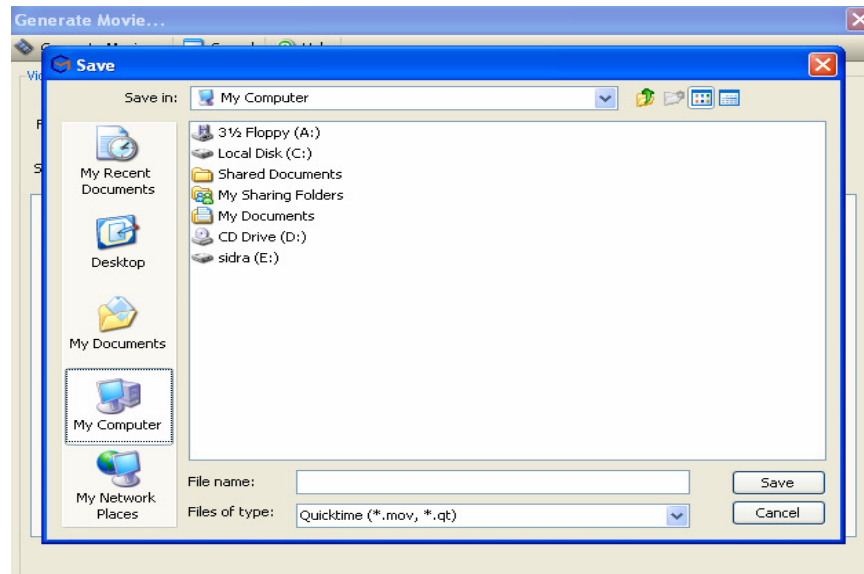 Generate Movie...
Save
Save in:
My Computer
3½ Floppy (A:)
Local Disk (C:)
Shared Documents
My Sharing Folders
My Documents
CD Drive (D:)
sidra (E:)
My Recent
Documents
Desktop
My Documents
My Computer
My Network
Places
File name:
Save
Files of type:
Quicktime (*.mov, *.qt)
Cancel